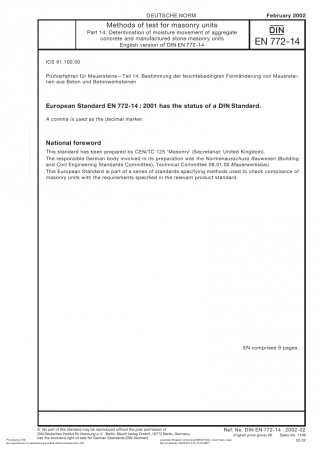 DEUTSCHE NORM
February 2002
Methods of test for masonry units
Part 14: Determination of moisture movement of aggregate
concrete and manufactured stone masonry units
English version of DIN EN 772-14
DIN
EN 772-14
ICS 91.100.30
Prüfverfahren für Mauersteine – Teil 14: Bestimmung der feuchtebedingten Formänderung von Mauerstei-
nen aus Beton und Betonwerksteinen
European Standard EN 772-14 : 2001 has the status of a DIN Standard.
A comma is used as the decimal marker.
National foreword
This standard has been prepared by CEN/TC 125 'Masonry' (Secretariat: United Kingdom).
The responsible German body involved in its preparation was the Normenausschuss Bauwesen (Building
and Civil Engineering Standards Committee), Technical Committee 06.01.00 Mauerwerksbau.
This European Standard is part of a series of standards specifying methods used to check compliance of
masonry units with the requirements specified in the relevant product standard.
EN comprises 9 pages.
© No part of this standard may be reproduced without the prior permission of
DIN Deutsches Institut für Normung e. V., Berlin. Beuth Verlag GmbH, 10772 Berlin, Germany,
has the exclusive right of sale for German Standards (DIN-Normen).
Ref. No. DIN EN 772-14 : 2002-02
English price group 08 Sales No. 1108
05.02